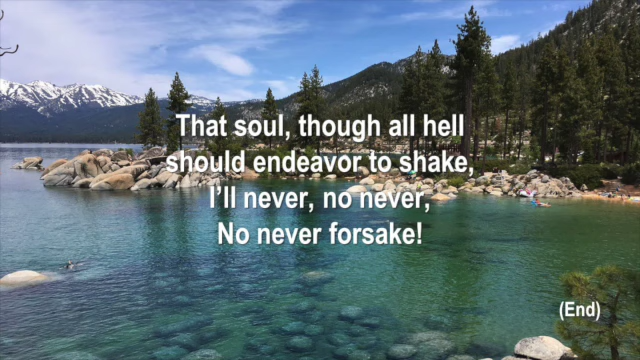 That soul, though all hell
should endeavor to shake,
I'll never, no never,
No never forsake!
(End)